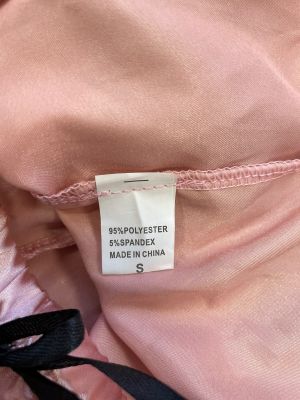 95%POLYESTER
5%SPANDEX
MADE IN CHINA
S